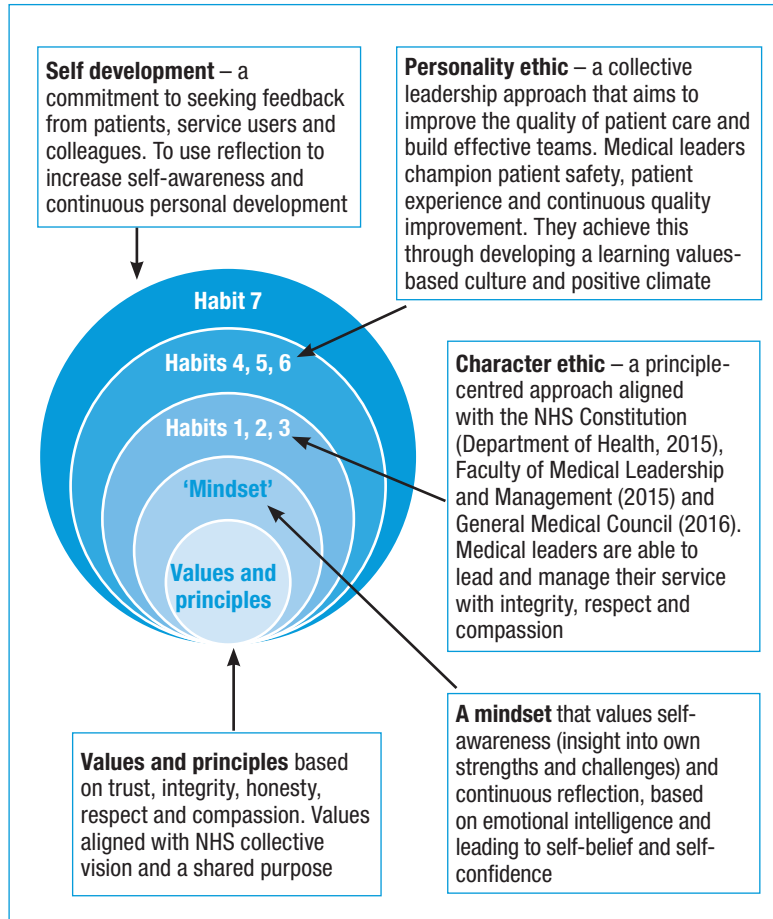 Self development – a
commitment to seeking feedback
from patients, service users and
colleagues. To use reflection to
increase self-awareness and
continuous personal development
Personality ethic – a collective
leadership approach that aims to
improve the quality of patient care and
build effective teams. Medical leaders
champion patient safety, patient
experience and continuous quality
improvement. They achieve this
through developing a learning values-
based culture and positive climate
Habit 7
Habits 4, 5, 6
Habits 1, 2, 3
‘Mindset’
Values and
principles
Character ethic – a principle-
centred approach aligned
with the NHS Constitution
(Department of Health, 2015),
Faculty of Medical Leadership
and Management (2015) and
General Medical Council (2016).
Medical leaders are able to
lead and manage their service
with integrity, respect and
compassion
Values and principles based
on trust, integrity, honesty,
respect and compassion. Values
aligned with NHS collective
vision and a shared purpose
A mindset that values self-
awareness (insight into own
strengths and challenges) and
continuous reflection, based
on emotional intelligence and
leading to self-belief and self-
confidence